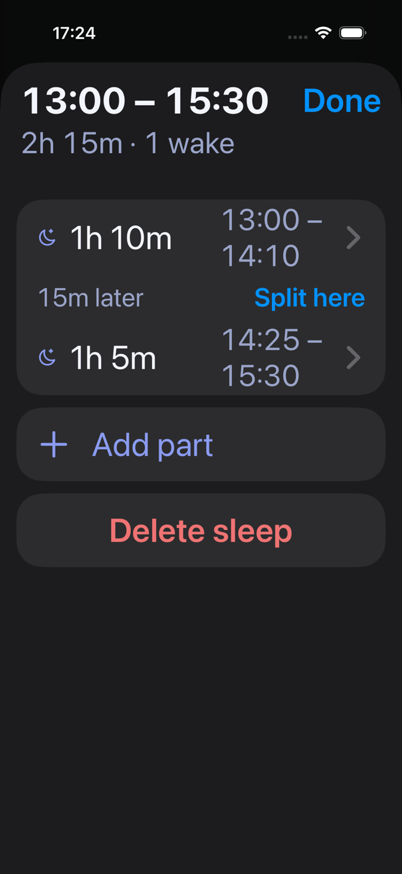 17:24
13:00 – 15:30
Done
2h 15m · 1 wake
1h 10m
13:00 –
14:10
15m later
Split here
1h 5m
14:25 –
15:30
Add part
Delete sleep